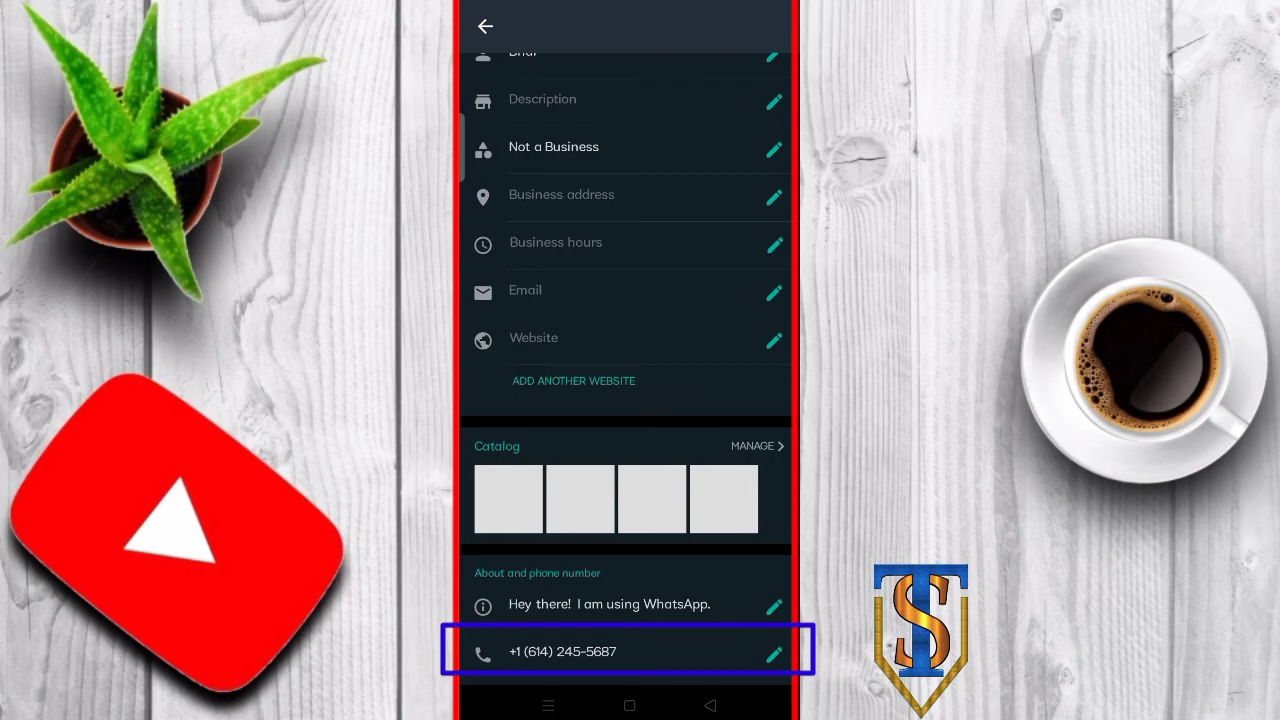 Description
Not a Business
Business address
Business hours
Email
Website
ADD ANOTHER WEBSITE
Catalog
MANAGE
About and phone number
Hey there! I am using WhatsApp.
+1 (614) 245-5687
TS